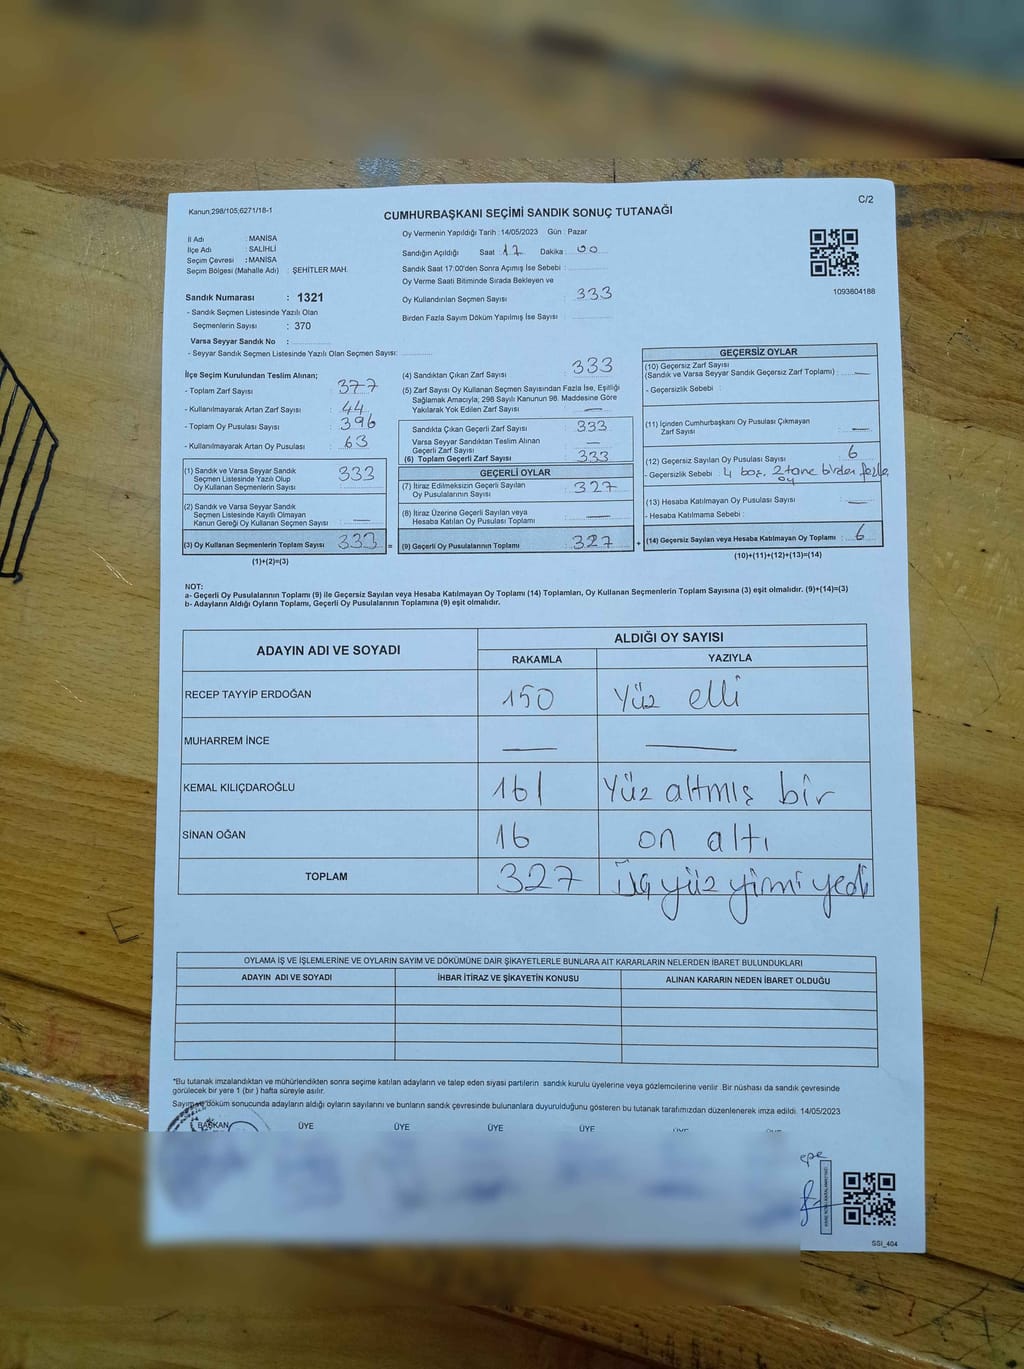 Kanun;298/105;6271/18-1
C/2
CUMHURBAŞKANI SEÇİMİ SANDIK SONUÇ TUTANAĞI
İl Adı : MANİSA
İlçe Adı : SALİHLİ
Seçim Çevresi : MANİSA
Seçim Bölgesi (Mahalle Adı) : ŞEHİTLER MAH.
Sandık Numarası : 1321
- Sandık Seçmen Listesinde Yazılı Olan
Seçmenlerin Sayısı : 370
Varsa Seyyar Sandık No :
- Seyyar Sandık Seçmen Listesinde Yazılı Olan Seçmen Sayısı:
Oy Vermenin Yapıldığı Tarih : 14/05/2023 Gün : Pazar
Sandığın Açıldığı Saat : 17 Dakika : 00
Sandık Saat 17:00'den Sonra Açımış İse Sebebi :
Oy Verme Saati Bitiminde Sırada Bekleyen ve
Oy Kullandırılan Seçmen Sayısı : 333
Birden Fazla Sayım Döküm Yapılmış İse Sayısı :
1093804188
İlçe Seçim Kurulundan Teslim Alınan;
- Toplam Zarf Sayısı : 377
- Kullanılmayarak Artan Zarf Sayısı : 44
- Toplam Oy Pusulası Sayısı : 396
- Kullanılmayarak Artan Oy Pusulası : 63
(1) Sandık ve Varsa Seyyar Sandık
Seçmen Listesinde Yazılı Olup
Oy Kullanan Seçmenlerin Sayısı : 333
(2) Sandık ve Varsa Seyyar Sandık
Seçmen Listesinde Kayıtlı Olmayan
Kanun Gereği Oy Kullanan Seçmen Sayısı : —
(3) Oy Kullanan Seçmenlerin Toplam Sayısı : 333 =
(1)+(2)=(3)
(4) Sandıktan Çıkan Zarf Sayısı : 333
(5) Zarf Sayısı Oy Kullanan Seçmen Sayısından Fazla İse, Eşitliği
Sağlamak Amacıyla; 298 Sayılı Kanunun 98. Maddesine Göre
Yakılarak Yok Edilen Zarf Sayısı : —
Sandıkta Çıkan Geçerli Zarf Sayısı : 333
Varsa Seyyar Sandıktan Teslim Alınan
Geçerli Zarf Sayısı : —
(6) Toplam Geçerli Zarf Sayısı : 333
GEÇERLİ OYLAR
(7) İtiraz Edilmeksizin Geçerli Sayılan
Oy Pusulalarının Sayısı : 327
(8) İtiraz Üzerine Geçerli Sayılan veya
Hesaba Katılan Oy Pusulası Toplamı : —
(9) Geçerli Oy Pusulalarının Toplamı : 327 +
GEÇERSİZ OYLAR
(10) Geçersiz Zarf Sayısı
(Sandık ve Varsa Seyyar Sandık Geçersiz Zarf Toplamı) : —
- Geçersizlik Sebebi :
(11) İçinden Cumhurbaşkanı Oy Pusulası Çıkmayan
Zarf Sayısı : —
(12) Geçersiz Sayılan Oy Pusulası Sayısı : 6
- Geçersizlik Sebebi : 4 boş, 2 tane birden fazla
oy
(13) Hesaba Katılmayan Oy Pusulası Sayısı : —
- Hesaba Katılmama Sebebi :
(14) Geçersiz Sayılan veya Hesaba Katılmayan Oy Toplamı : 6
(10)+(11)+(12)+(13)=(14)
NOT:
a- Geçerli Oy Pusulalarının Toplamı (9) ile Geçersiz Sayılan veya Hesaba Katılmayan Oy Toplamı (14) Toplamları, Oy Kullanan Seçmenlerin Toplam Sayısına (3) eşit olmalıdır. (9)+(14)=(3)
b- Adayların Aldığı Oyların Toplamı, Geçerli Oy Pusulalarının Toplamına (9) eşit olmalıdır.
ADAYIN ADI VE SOYADI
ALDIĞI OY SAYISI
RAKAMLA YAZIYLA
RECEP TAYYİP ERDOĞAN 150 Yüz elli
MUHARREM İNCE — —
KEMAL KILIÇDAROĞLU 161 Yüz altmış bir
SİNAN OĞAN 16 on altı
TOPLAM 327 Üç yüz yirmi yedi
OYLAMA İŞ VE İŞLEMLERİNE VE OYLARIN SAYIM VE DÖKÜMÜNE DAİR ŞİKAYETLERLE BUNLARA AİT KARARLARIN NELERDEN İBARET BULUNDUKLARI
ADAYIN ADI VE SOYADI İHBAR İTİRAZ VE ŞİKAYETİN KONUSU ALINAN KARARIN NEDEN İBARET OLDUĞU
*Bu tutanak imzalandıktan ve mühürlendikten sonra seçime katılan adayların ve talep eden siyasi partilerin sandık kurulu üyelerine veya gözlemcilerine verilir. Bir nüshası da sandık çevresinde
görülecek bir yere 1 (bir ) hafta süreyle asılır.
Sayım ve döküm sonucunda adayların aldığı oyların sayılarını ve bunların sandık çevresinde bulunanlara duyurulduğunu gösteren bu tutanak tarafımızdan düzenlenerek imza edildi. 14/05/2023
BAŞKAN ÜYE ÜYE ÜYE ÜYE
epe
SSI_404